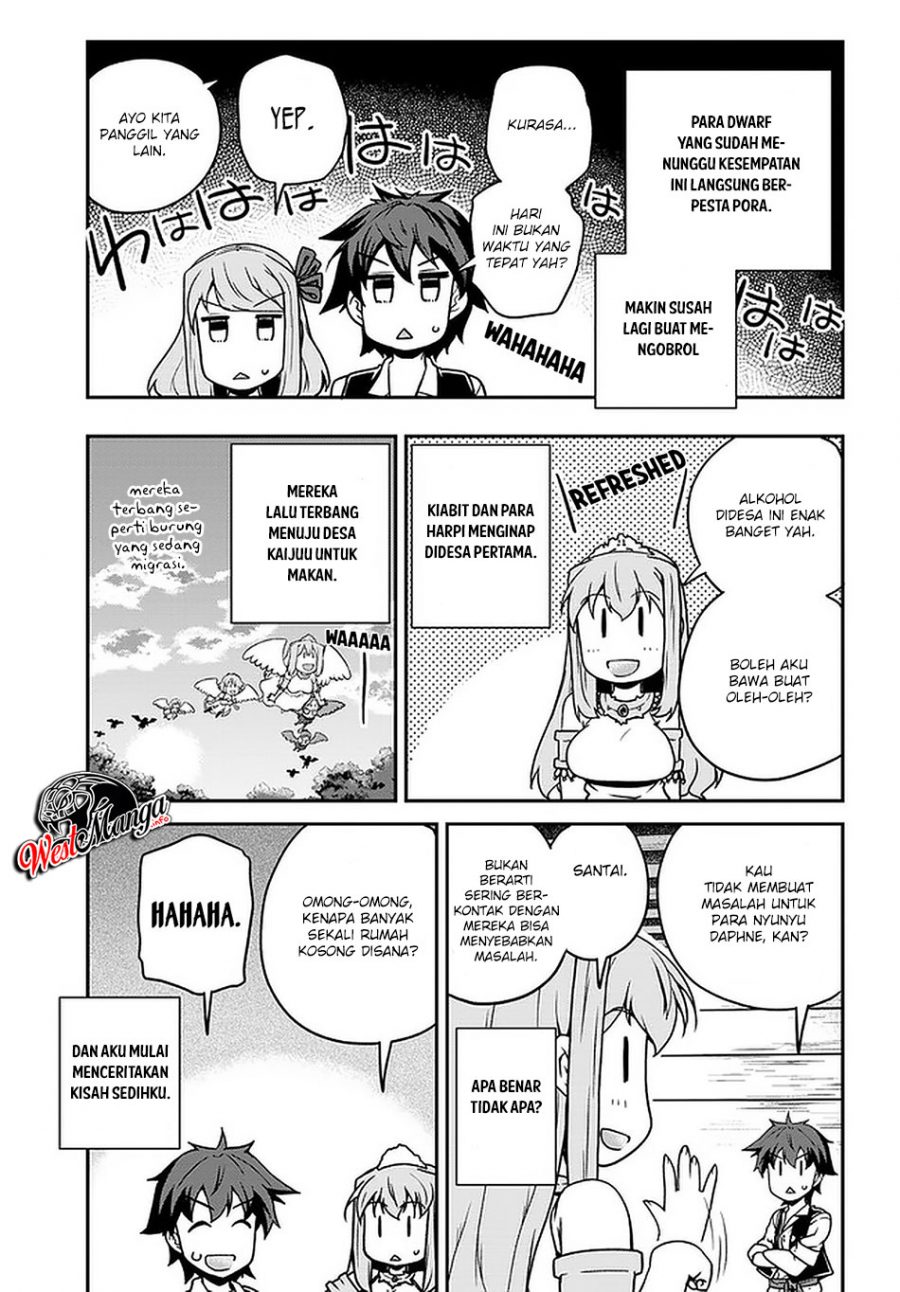 PARA DWARF
YANG SUDAH ME-
NUNGGU KESEMPATAN
INI LANGSUNG BER-
PESTA PORA.
MAKIN SUSAH
LAGI BUAT ME-
NGOBROL
KURASA...
HARI
INI BUKAN
WAKTU YANG
TEPAT YAH?
YEP.
AYO KITA
PANGGIL YANG
LAIN.
わはははははは
ははは
WAHAHAHA
ALKOHOL
DIDESA INI ENAK
BANGET YAH.
BOLEH AKU
BAWA BUAT
OLEH-OLEH?
REFRESHED
KIABIT DAN PARA
HARPI MENGINAP
DIDESA PERTAMA.
MEREKA
LALU TERBANG
MENUJU DESA
KAIJUU UNTUK
MAKAN.
mereka
terbang se-
perti burung
yang sedang
migrasi.
WAAAAA
KAU
TIDAK MEMBUAT
MASALAH UNTUK
PARA NYUNYU
DAPHNE, KAN?
SANTAI.
BUKAN
BERARTI
SERING BER-
KONTAK DENGAN
MEREKA BISA
MENYEBABKAN
MASALAH.
APA BENAR
TIDAK APA?
OMONG-OMONG,
KENAPA BANYAK
SEKALI RUMAH
KOSONG DISANA?
HAHAHA.
DAN AKU MULAI
MENCERITAKAN
KISAH SEDIHKU.
WestManga
.info